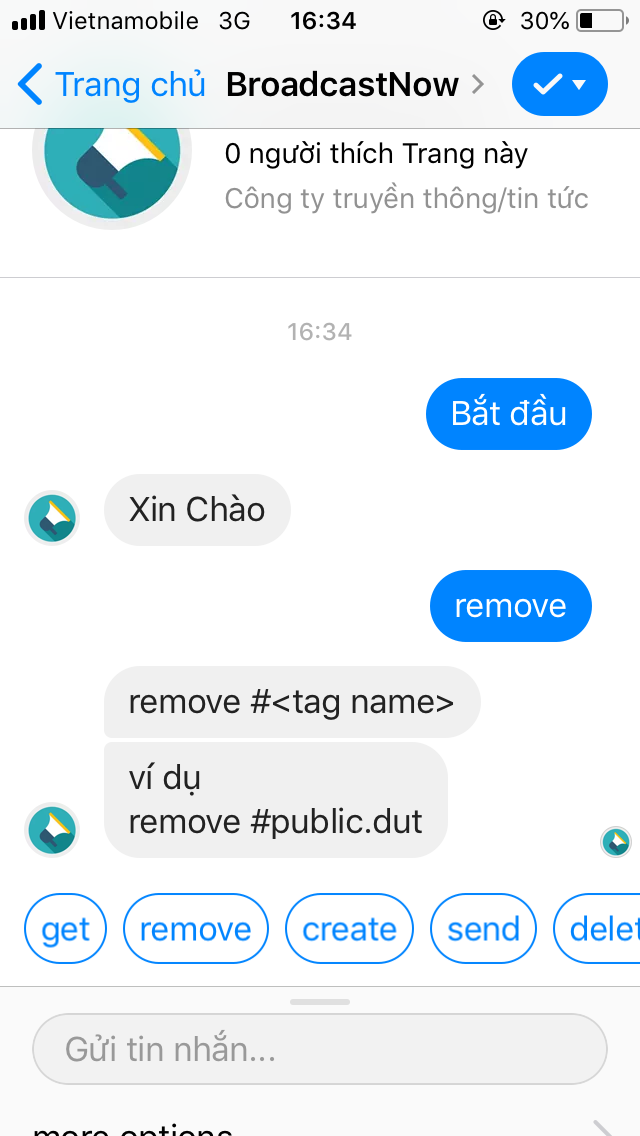 Vietnamobile 3G 16:34 30%
Trang chủ BroadcastNow
0 người thích Trang này
Công ty truyền thông/tin tức
16:34
Bắt đầu
Xin Chào
remove
remove #<tag name>
ví dụ
remove #public.dut
get remove create send delet
Gửi tin nhắn...
more options